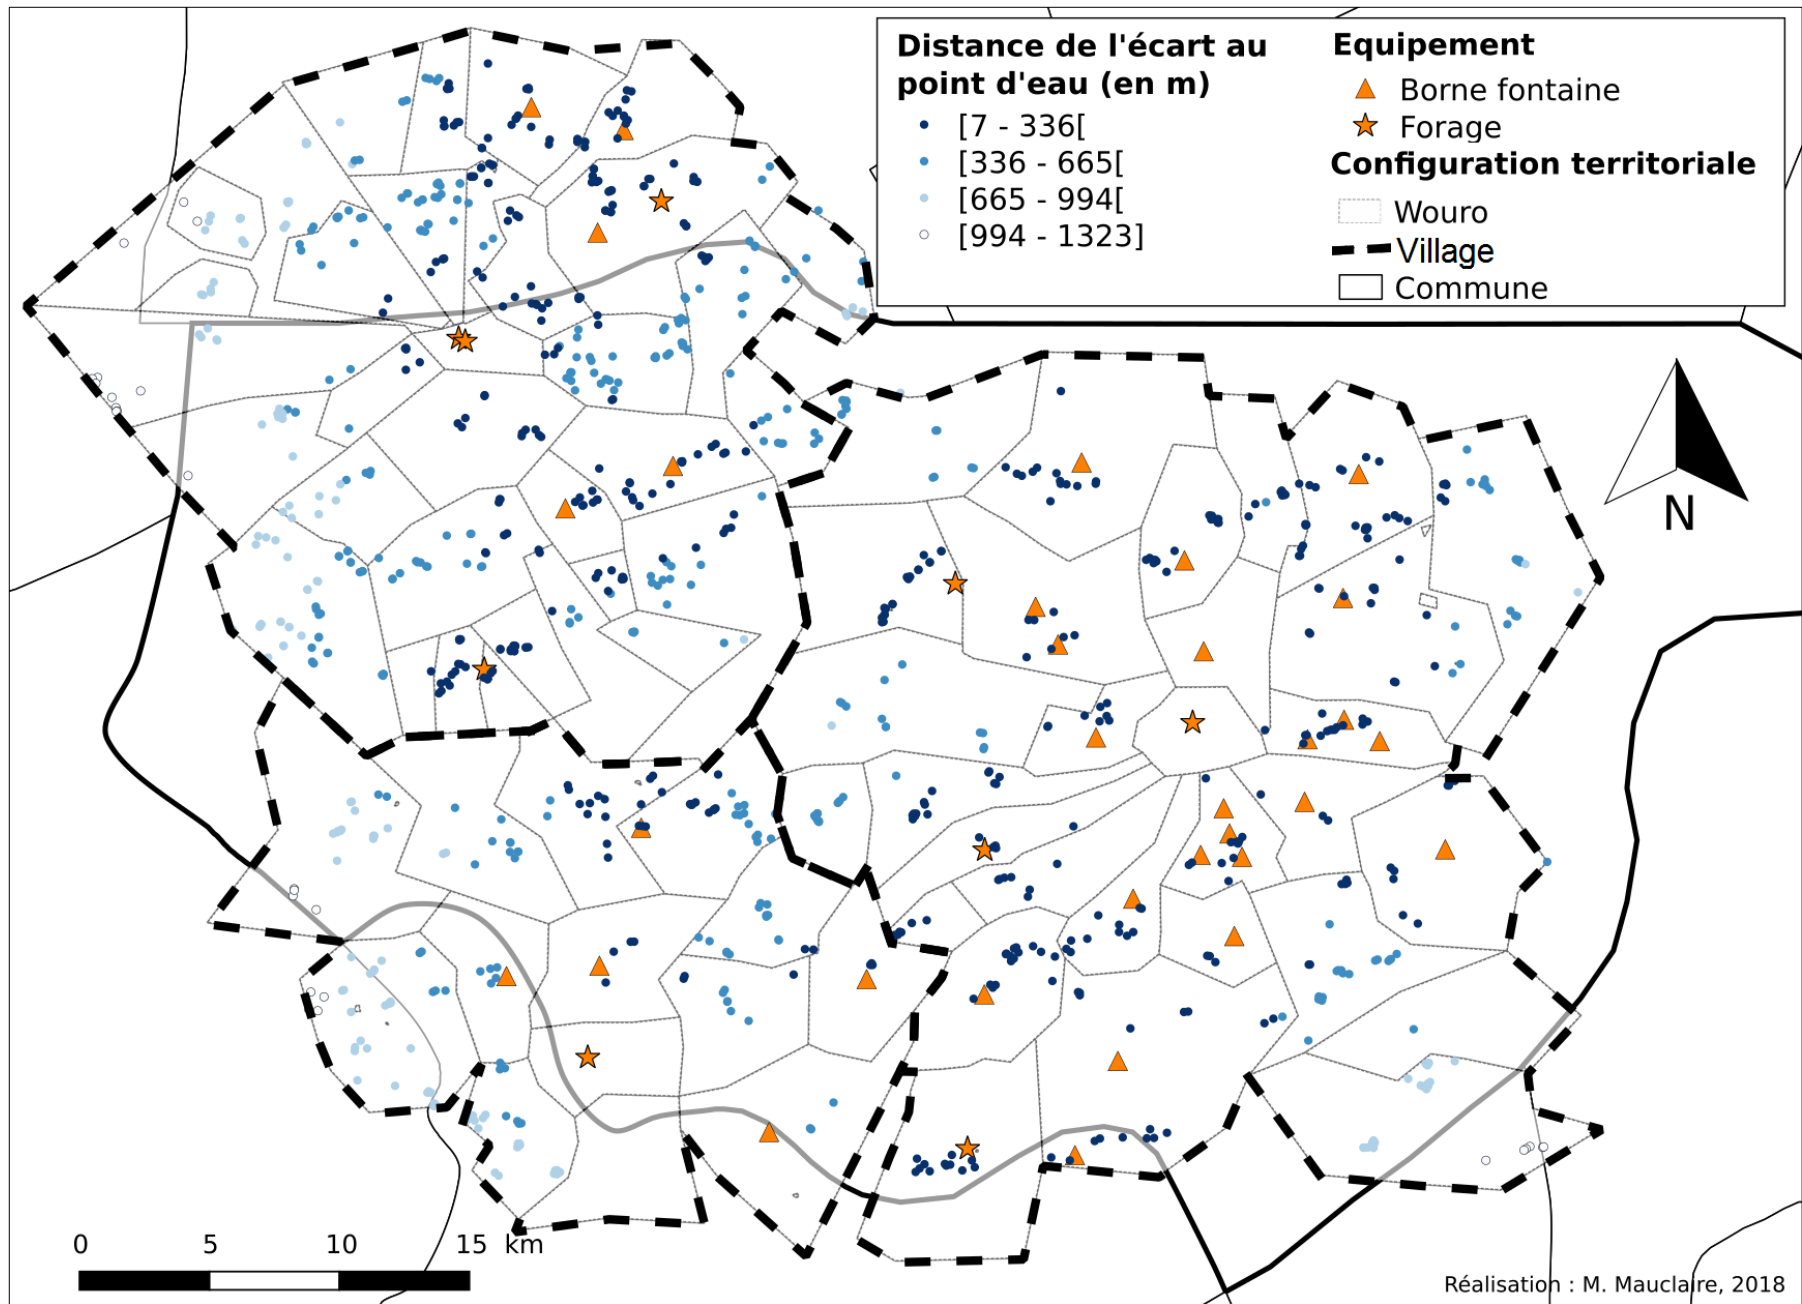 Distance de l'écart au
point d'eau (en m)
[7 - 336[
[336 - 665[
[665 - 994[
[994 - 1323]
Equipement
Borne fontaine
Forage
Configuration territoriale
Wouro
Village
Commune
N
0 5 10 15 km
Réalisation : M. Mauclaire, 2018